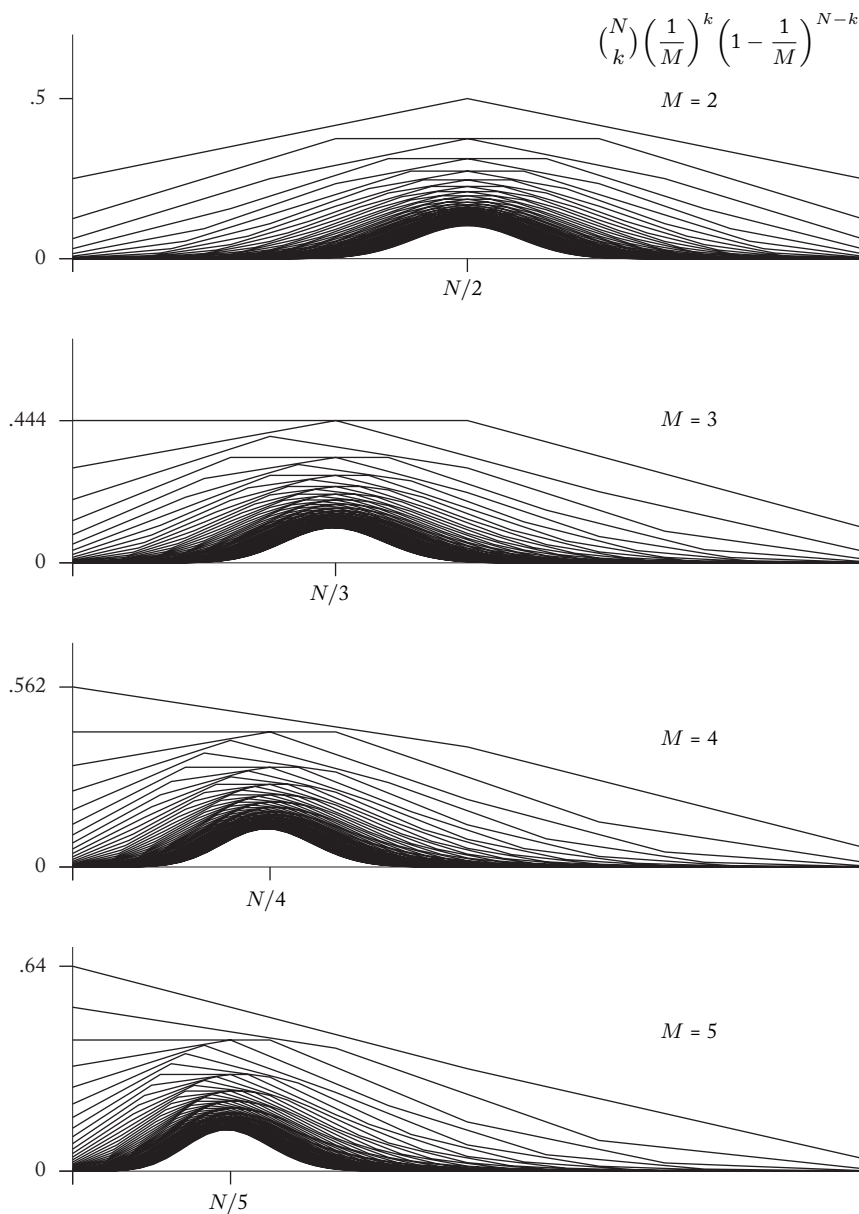 (N k)(1/M)^k(1 − 1/M)^{N−k}
M = 2
.5
0
N/2
M = 3
.444
0
N/3
M = 4
.562
0
N/4
M = 5
.64
0
N/5